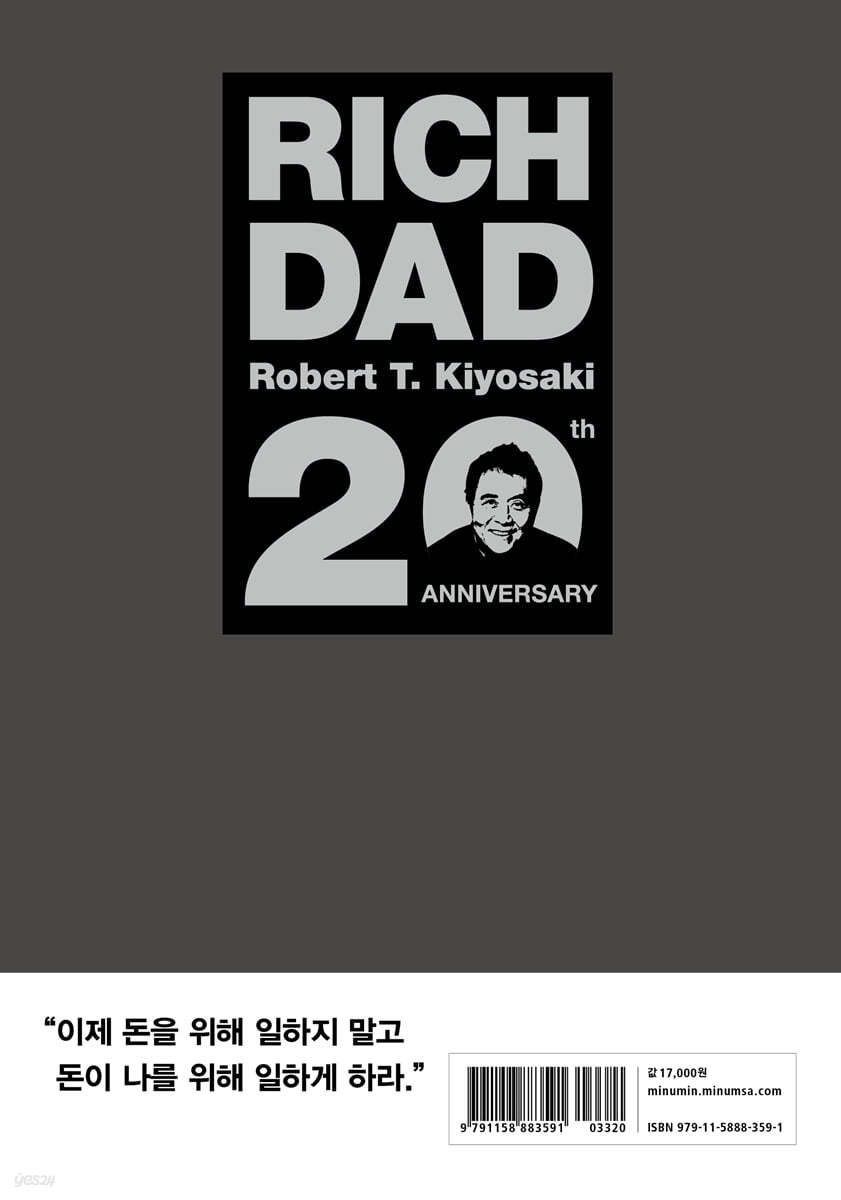 RICH
DAD
Robert T. Kiyosaki
20th
ANNIVERSARY
“이제 돈을 위해 일하지 말고
돈이 나를 위해 일하게 하라.”
값 17,000원
minumin.minumsa.com
9 791158 883591 03320
ISBN 979-11-5888-359-1
yes24